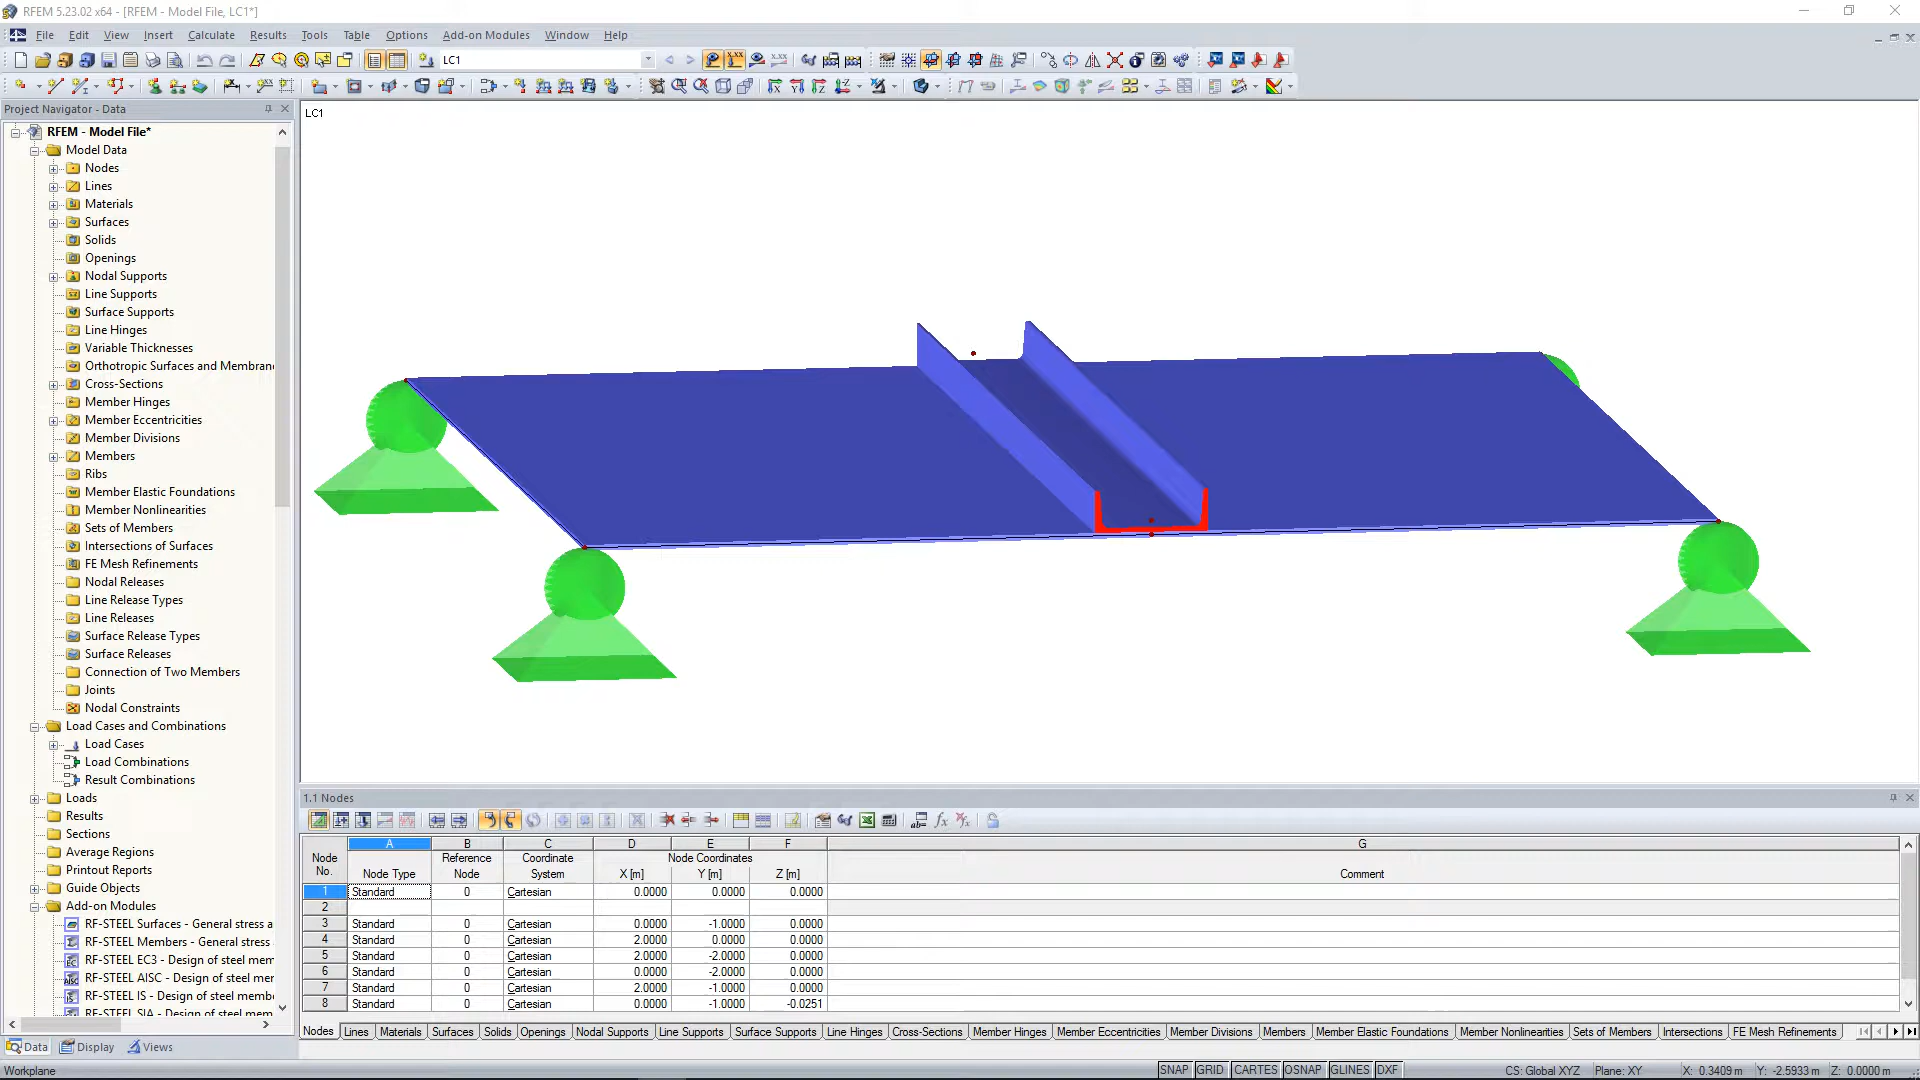 RFEM 5.23.02 x64 - [RFEM - Model File, LC1*]
File Edit View Insert Calculate Results Tools Table Options Add-on Modules Window Help
LC1
Project Navigator - Data
RFEM - Model File*
Model Data
Nodes
Lines
Materials
Surfaces
Solids
Openings
Nodal Supports
Line Supports
Surface Supports
Line Hinges
Variable Thicknesses
Orthotropic Surfaces and Membran
Cross-Sections
Member Hinges
Member Eccentricities
Member Divisions
Members
Ribs
Member Elastic Foundations
Member Nonlinearities
Sets of Members
Intersections of Surfaces
FE Mesh Refinements
Nodal Releases
Line Release Types
Line Releases
Surface Release Types
Surface Releases
Connection of Two Members
Joints
Nodal Constraints
Load Cases and Combinations
Load Cases
Load Combinations
Result Combinations
Loads
Results
Sections
Average Regions
Printout Reports
Guide Objects
Add-on Modules
RF-STEEL Surfaces - General stress a
RF-STEEL Members - General stress
RF-STEEL EC3 - Design of steel mem
RF-STEEL AISC - Design of steel mer
RF-STEEL IS - Design of steel membe
RF-STEEL SIA - Design of steel mem
Data Display Views
LC1
1.1 Nodes
A B C D E F G
Node Reference Coordinate Node Coordinates
No. Node Type Node System X [m] Y [m] Z [m] Comment
1 Standard 0 Cartesian 0.0000 0.0000 0.0000
2
3 Standard 0 Cartesian 0.0000 -1.0000 0.0000
4 Standard 0 Cartesian 2.0000 0.0000 0.0000
5 Standard 0 Cartesian 2.0000 -2.0000 0.0000
6 Standard 0 Cartesian 0.0000 -2.0000 0.0000
7 Standard 0 Cartesian 2.0000 -1.0000 0.0000
8 Standard 0 Cartesian 0.0000 -1.0000 -0.0251
Nodes Lines Materials Surfaces Solids Openings Nodal Supports Line Supports Surface Supports Line Hinges Cross-Sections Member Hinges Member Eccentricities Member Divisions Members Member Elastic Foundations Member Nonlinearities Sets of Members Intersections FE Mesh Refinements
Workplane SNAP GRID CARTES OSNAP GLINES DXF CS: Global XYZ Plane: XY X: 0.3409 m Y: -2.5933 m Z: 0.0000 m